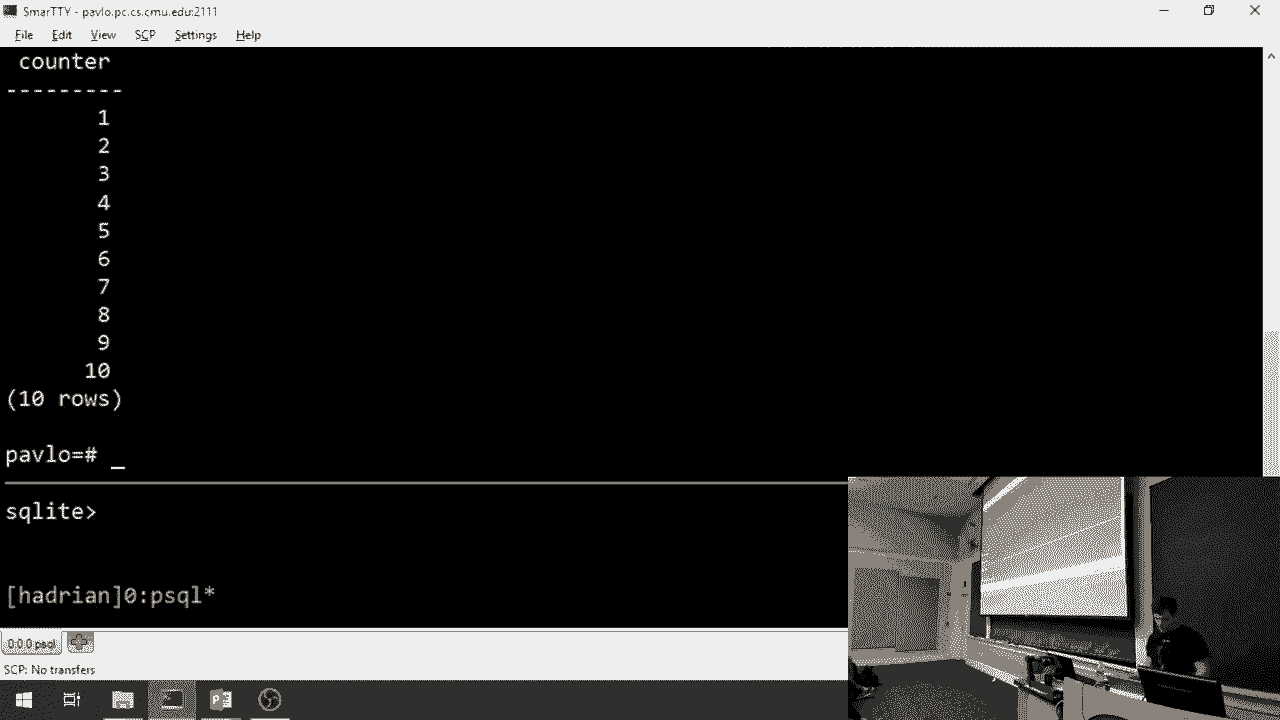 SmarTTY - pavlo.pc.cs.cmu.edu:2111
File Edit View SCP Settings Help
counter
---------
1
2
3
4
5
6
7
8
9
10
(10 rows)
pavlo=# _
sqlite>
[hadrian]0:psql*
0:0:psql
SCP: No transfers